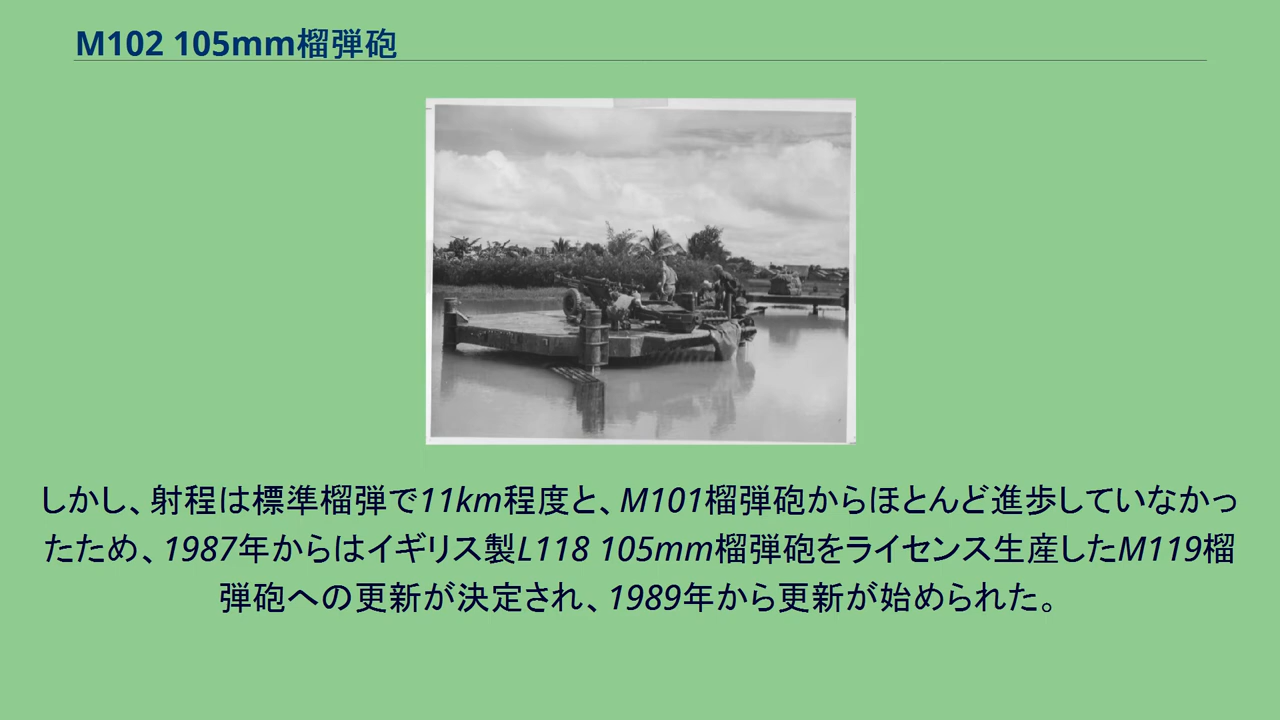 M102 105mm榴弾砲
しかし、射程は標準榴弾で11km程度と、M101榴弾砲からほとんど進歩していなかっ
たため、1987年からはイギリス製L118 105mm榴弾砲をライセンス生産したM119榴
弾砲への更新が決定され、1989年から更新が始められた。